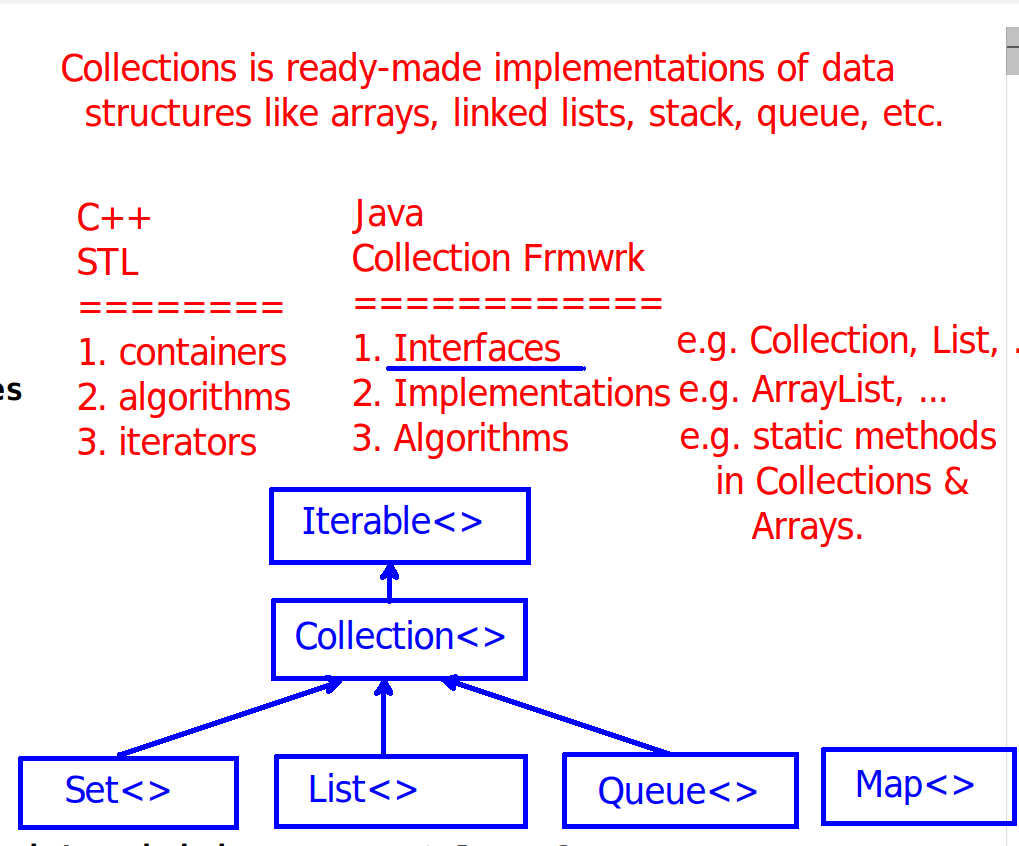 Collections is ready-made implementations of data
structures like arrays, linked lists, stack, queue, etc.
C++
STL
========
1. containers
2. algorithms
3. iterators
Java
Collection Frmwrk
============
1. Interfaces e.g. Collection, List, .
2. Implementations e.g. ArrayList, ...
3. Algorithms e.g. static methods
in Collections &
Arrays.
es
Iterable<>
Collection<>
Set<> List<> Queue<> Map<>